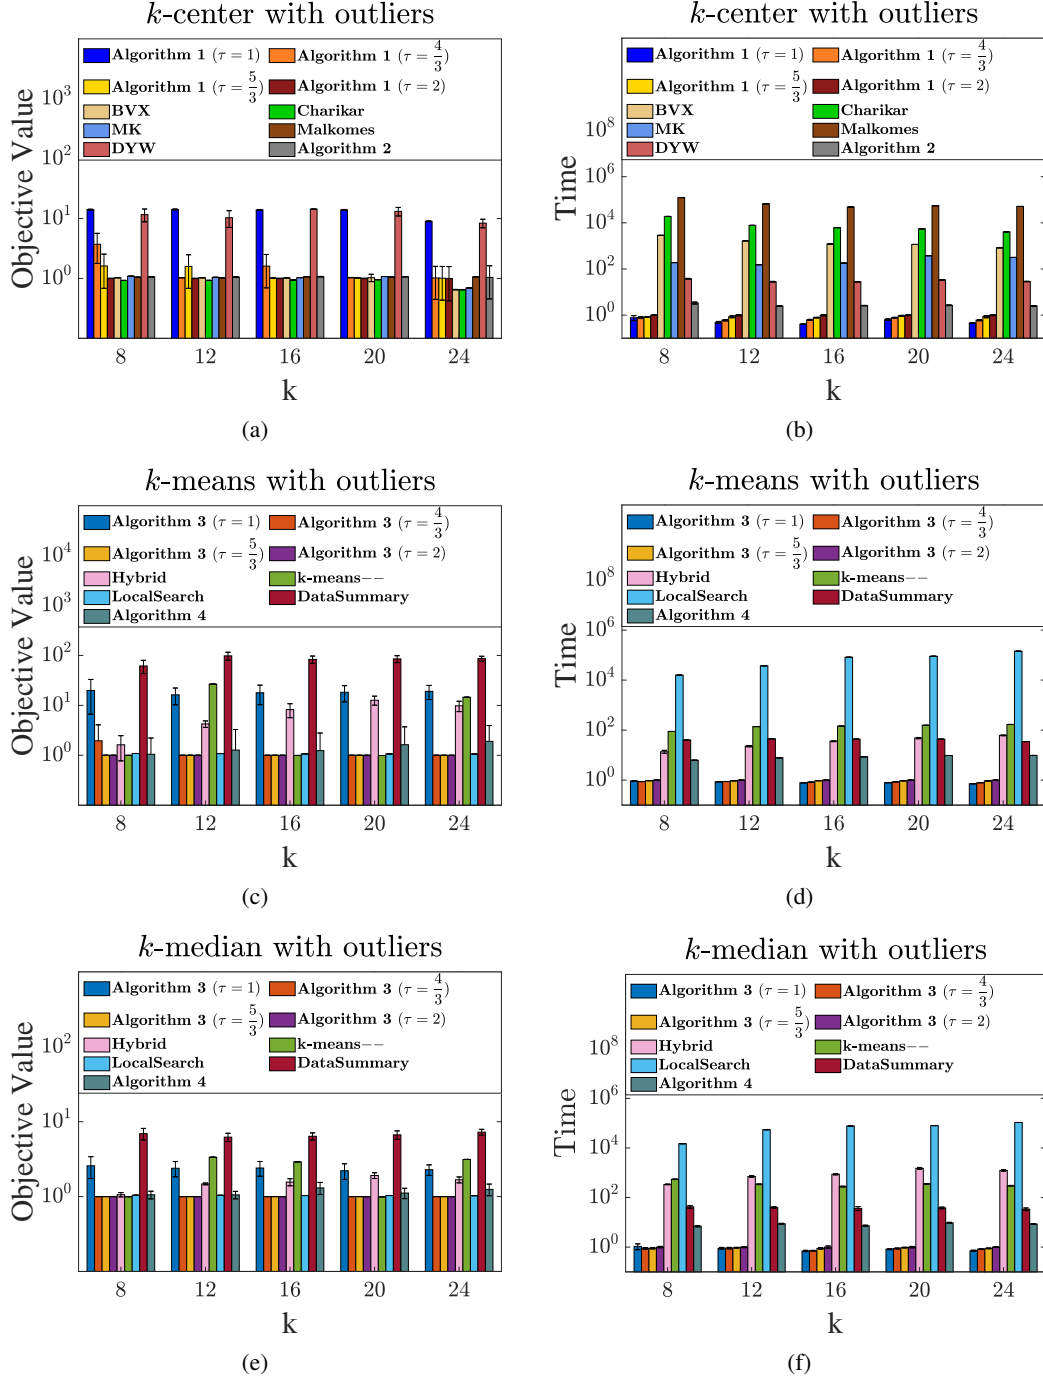 k-center with outliers
Objective Value
10^3
10^2
10^1
10^0
Algorithm 1 (τ = 1)
Algorithm 1 (τ = 4/3)
Algorithm 1 (τ = 5/3)
Algorithm 1 (τ = 2)
BVX
Charikar
MK
Malkomes
DYW
Algorithm 2
8 12 16 20 24
k
(a)
k-center with outliers
Time
10^8
10^6
10^4
10^2
10^0
Algorithm 1 (τ = 1)
Algorithm 1 (τ = 4/3)
Algorithm 1 (τ = 5/3)
Algorithm 1 (τ = 2)
BVX
Charikar
MK
Malkomes
DYW
Algorithm 2
8 12 16 20 24
k
(b)
k-means with outliers
Objective Value
10^4
10^3
10^2
10^1
10^0
Algorithm 3 (τ = 1)
Algorithm 3 (τ = 4/3)
Algorithm 3 (τ = 5/3)
Algorithm 3 (τ = 2)
Hybrid
k-means−−
LocalSearch
DataSummary
Algorithm 4
8 12 16 20 24
k
(c)
k-means with outliers
Time
10^8
10^6
10^4
10^2
10^0
Algorithm 3 (τ = 1)
Algorithm 3 (τ = 4/3)
Algorithm 3 (τ = 5/3)
Algorithm 3 (τ = 2)
Hybrid
k-means−−
LocalSearch
DataSummary
Algorithm 4
8 12 16 20 24
k
(d)
k-median with outliers
Objective Value
10^2
10^1
10^0
Algorithm 3 (τ = 1)
Algorithm 3 (τ = 4/3)
Algorithm 3 (τ = 5/3)
Algorithm 3 (τ = 2)
Hybrid
k-means−−
LocalSearch
DataSummary
Algorithm 4
8 12 16 20 24
k
(e)
k-median with outliers
Time
10^8
10^6
10^4
10^2
10^0
Algorithm 3 (τ = 1)
Algorithm 3 (τ = 4/3)
Algorithm 3 (τ = 5/3)
Algorithm 3 (τ = 2)
Hybrid
k-means−−
LocalSearch
DataSummary
Algorithm 4
8 12 16 20 24
k
(f)